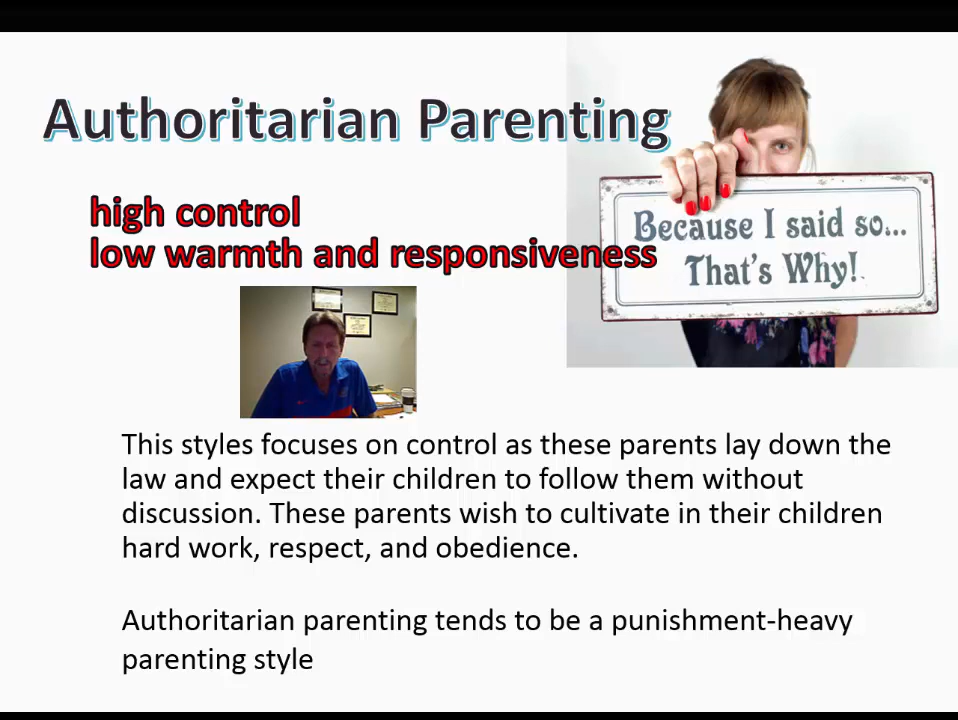 Authoritarian Parenting
high control
low warmth and responsiveness
Because I said so...
That's Why!
This styles focuses on control as these parents lay down the
law and expect their children to follow them without
discussion. These parents wish to cultivate in their children
hard work, respect, and obedience.
Authoritarian parenting tends to be a punishment-heavy
parenting style